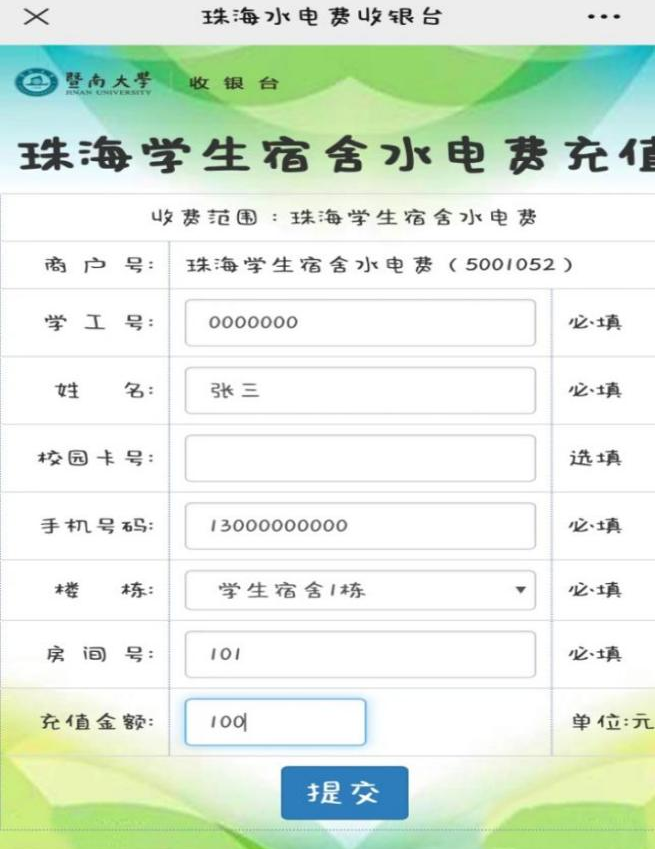 珠海水电费收银台
暨南大学 收银台
JINAN UNIVERSITY
珠海学生宿舍水电费充值
收费范围：珠海学生宿舍水电费
商户号: 珠海学生宿舍水电费（5001052）
学工号: 0000000 必填
姓名: 张三 必填
校园卡号: 选填
手机号码: 13000000000 必填
楼栋: 学生宿舍1栋 必填
房间号: 101 必填
充值金额: 100 单位:元
提交